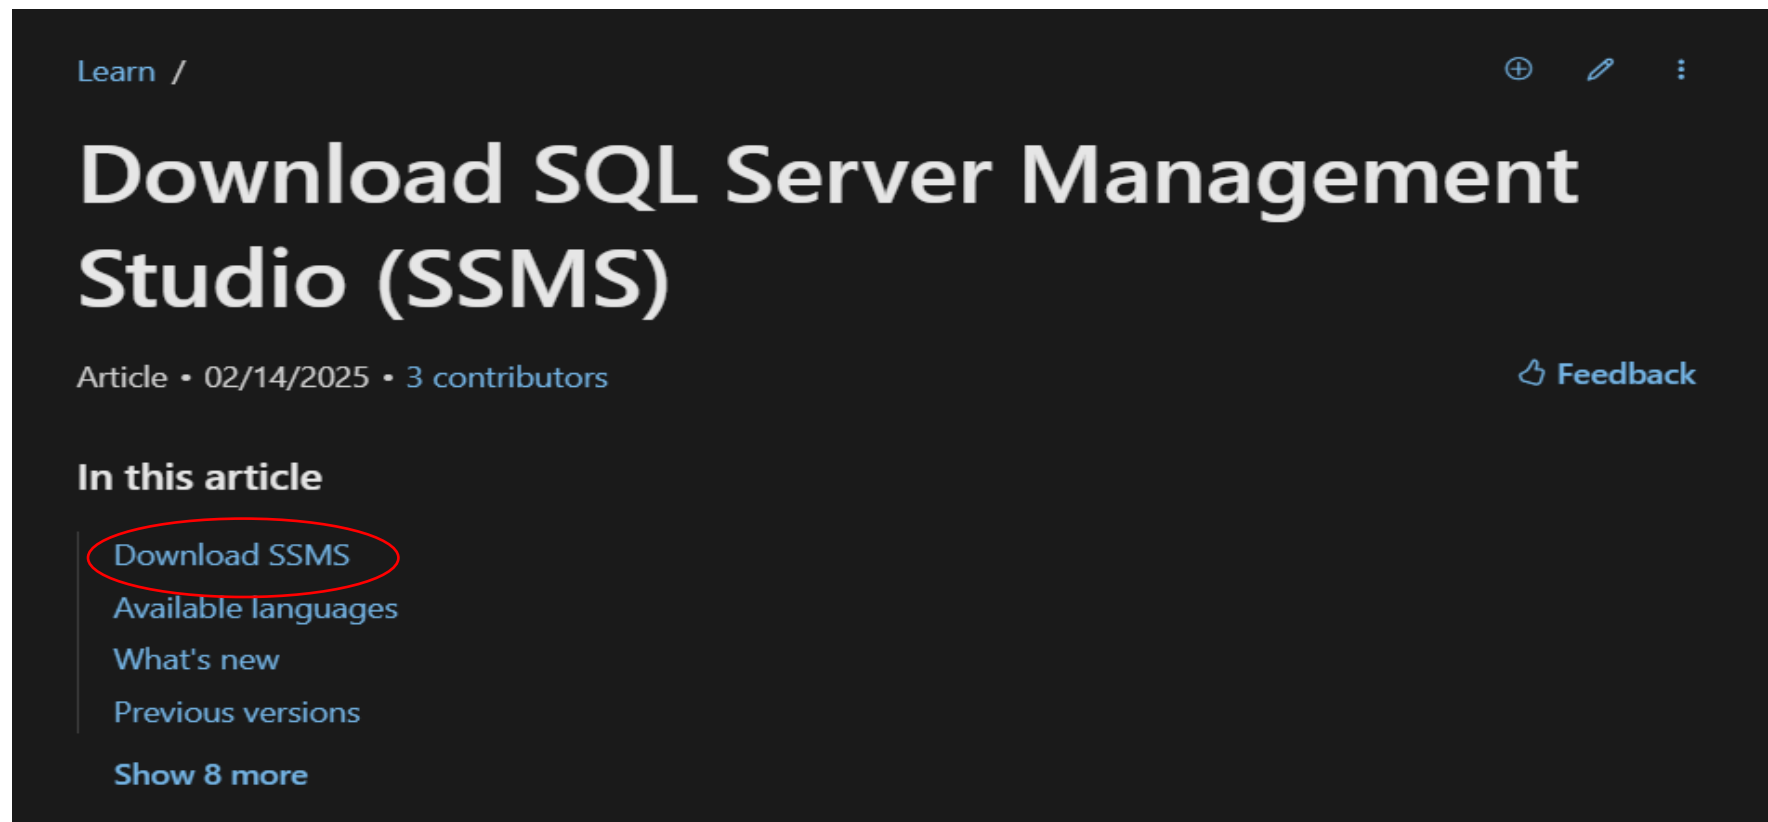 Learn /
Download SQL Server Management
Studio (SSMS)
Article • 02/14/2025 • 3 contributors
Feedback
In this article
Download SSMS
Available languages
What's new
Previous versions
Show 8 more